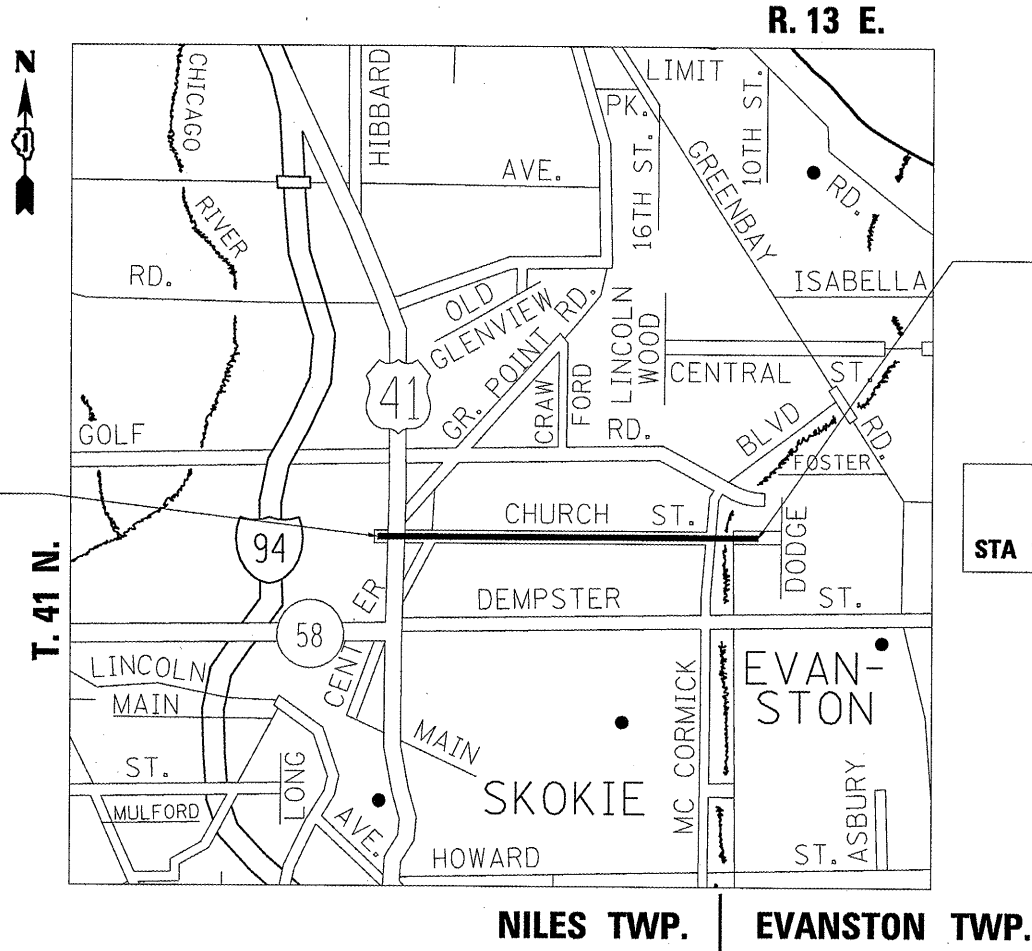 R. 13 E.
N
1
CHICAGO
RIVER
HIBBARD
LIMIT
PK.
16TH ST.
10TH ST.
GREENBAY
RD.
AVE.
RD.
RD.
ISABELLA
OLD
GLENVIEW
GR. POINT RD.
LINCOLN
WOOD
CENTRAL ST.
41
CRAW
FORD
GOLF
RD.
BLVD
FOSTER
CHURCH ST.
DODGE
94
STA
T. 41 N.
DEMPSTER ST.
58
CENT ER
LINCOLN
MAIN
MAIN
ST.
MULFORD
LONG
AVE.
MC CORMICK
EVAN-
STON
SKOKIE
ASBURY
HOWARD ST.
NILES TWP.
EVANSTON TWP.